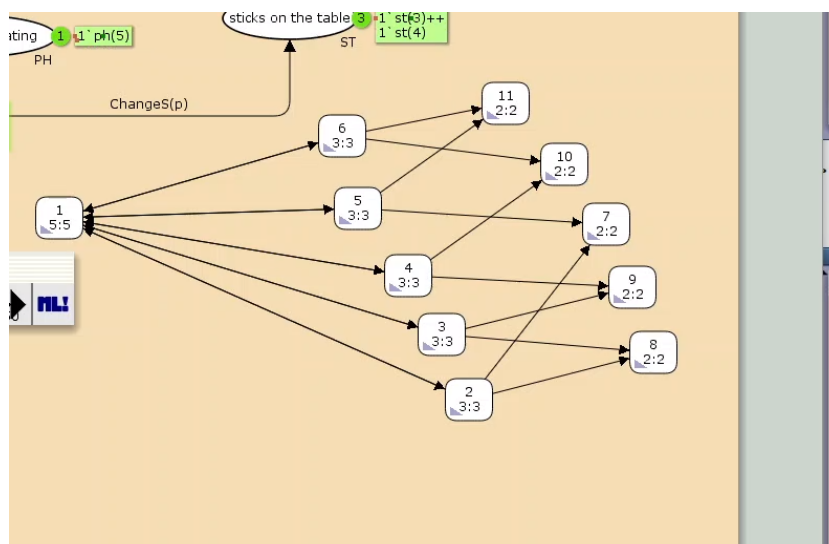 ating
1
1`ph(5)
PH
sticks on the table
3
1`st(3)++
1`st(4)
ST
ChangeS(p)
11
2:2
6
3:3
10
2:2
5
3:3
1
5:5
7
2:2
4
3:3
9
2:2
ML!
3
3:3
8
2:2
2
3:3